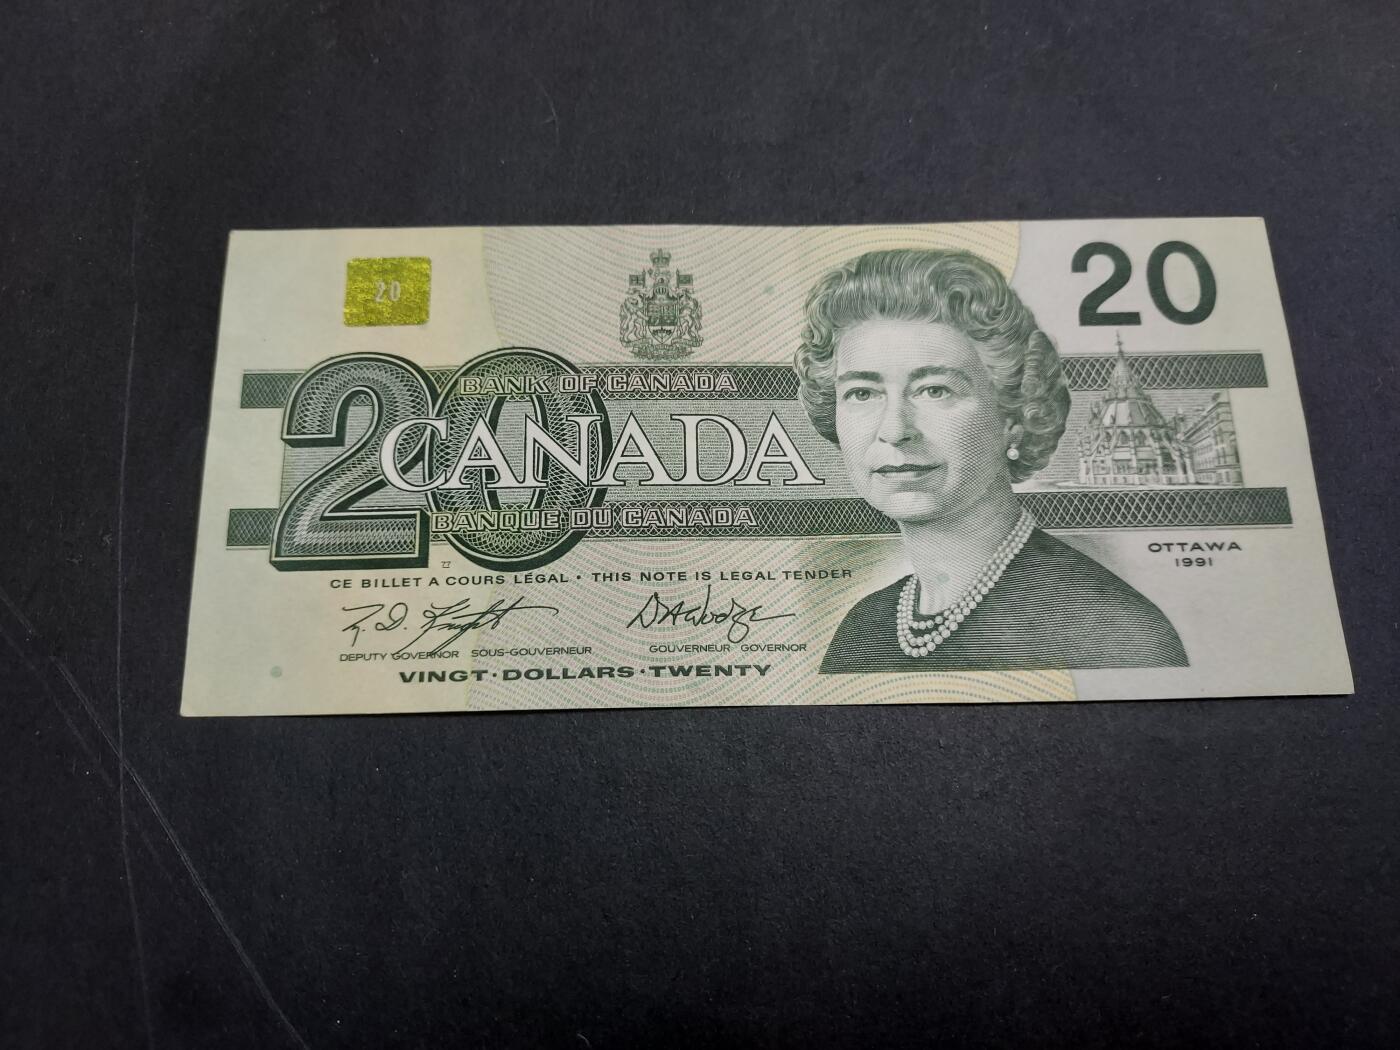 20
20
20
BANK OF CANADA
CANADA
BANQUE DU CANADA
OTTAWA
1991
CE BILLET A COURS LÉGAL • THIS NOTE IS LEGAL TENDER
DEPUTY GOVERNOR SOUS-GOUVERNEUR GOUVERNEUR GOVERNOR
VINGT·DOLLARS·TWENTY